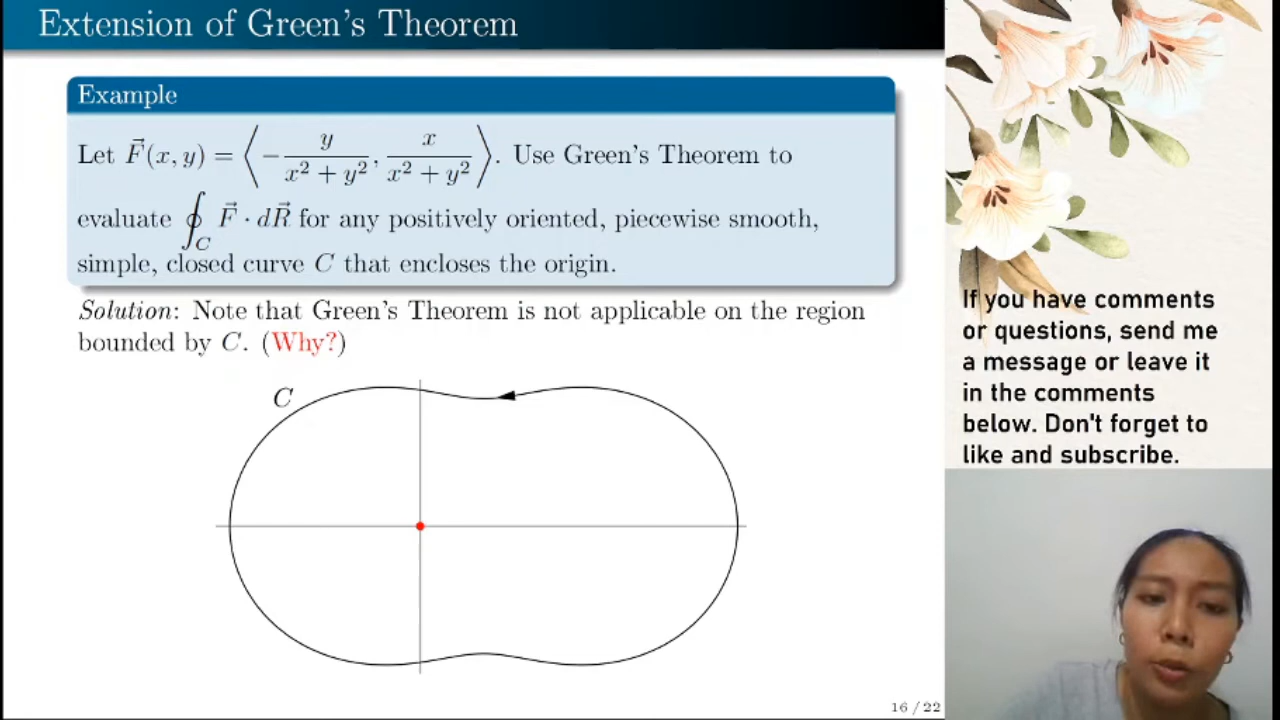 Extension of Green's Theorem
Example
Let F⃗(x, y) = ⟨ −y/(x² + y²), x/(x² + y²) ⟩. Use Green's Theorem to
evaluate ∮_C F⃗ · dR⃗ for any positively oriented, piecewise smooth,
simple, closed curve C that encloses the origin.
Solution: Note that Green's Theorem is not applicable on the region
bounded by C. (Why?)
C
16 / 22
If you have comments
or questions, send me
a message or leave it
in the comments
below. Don't forget to
like and subscribe.